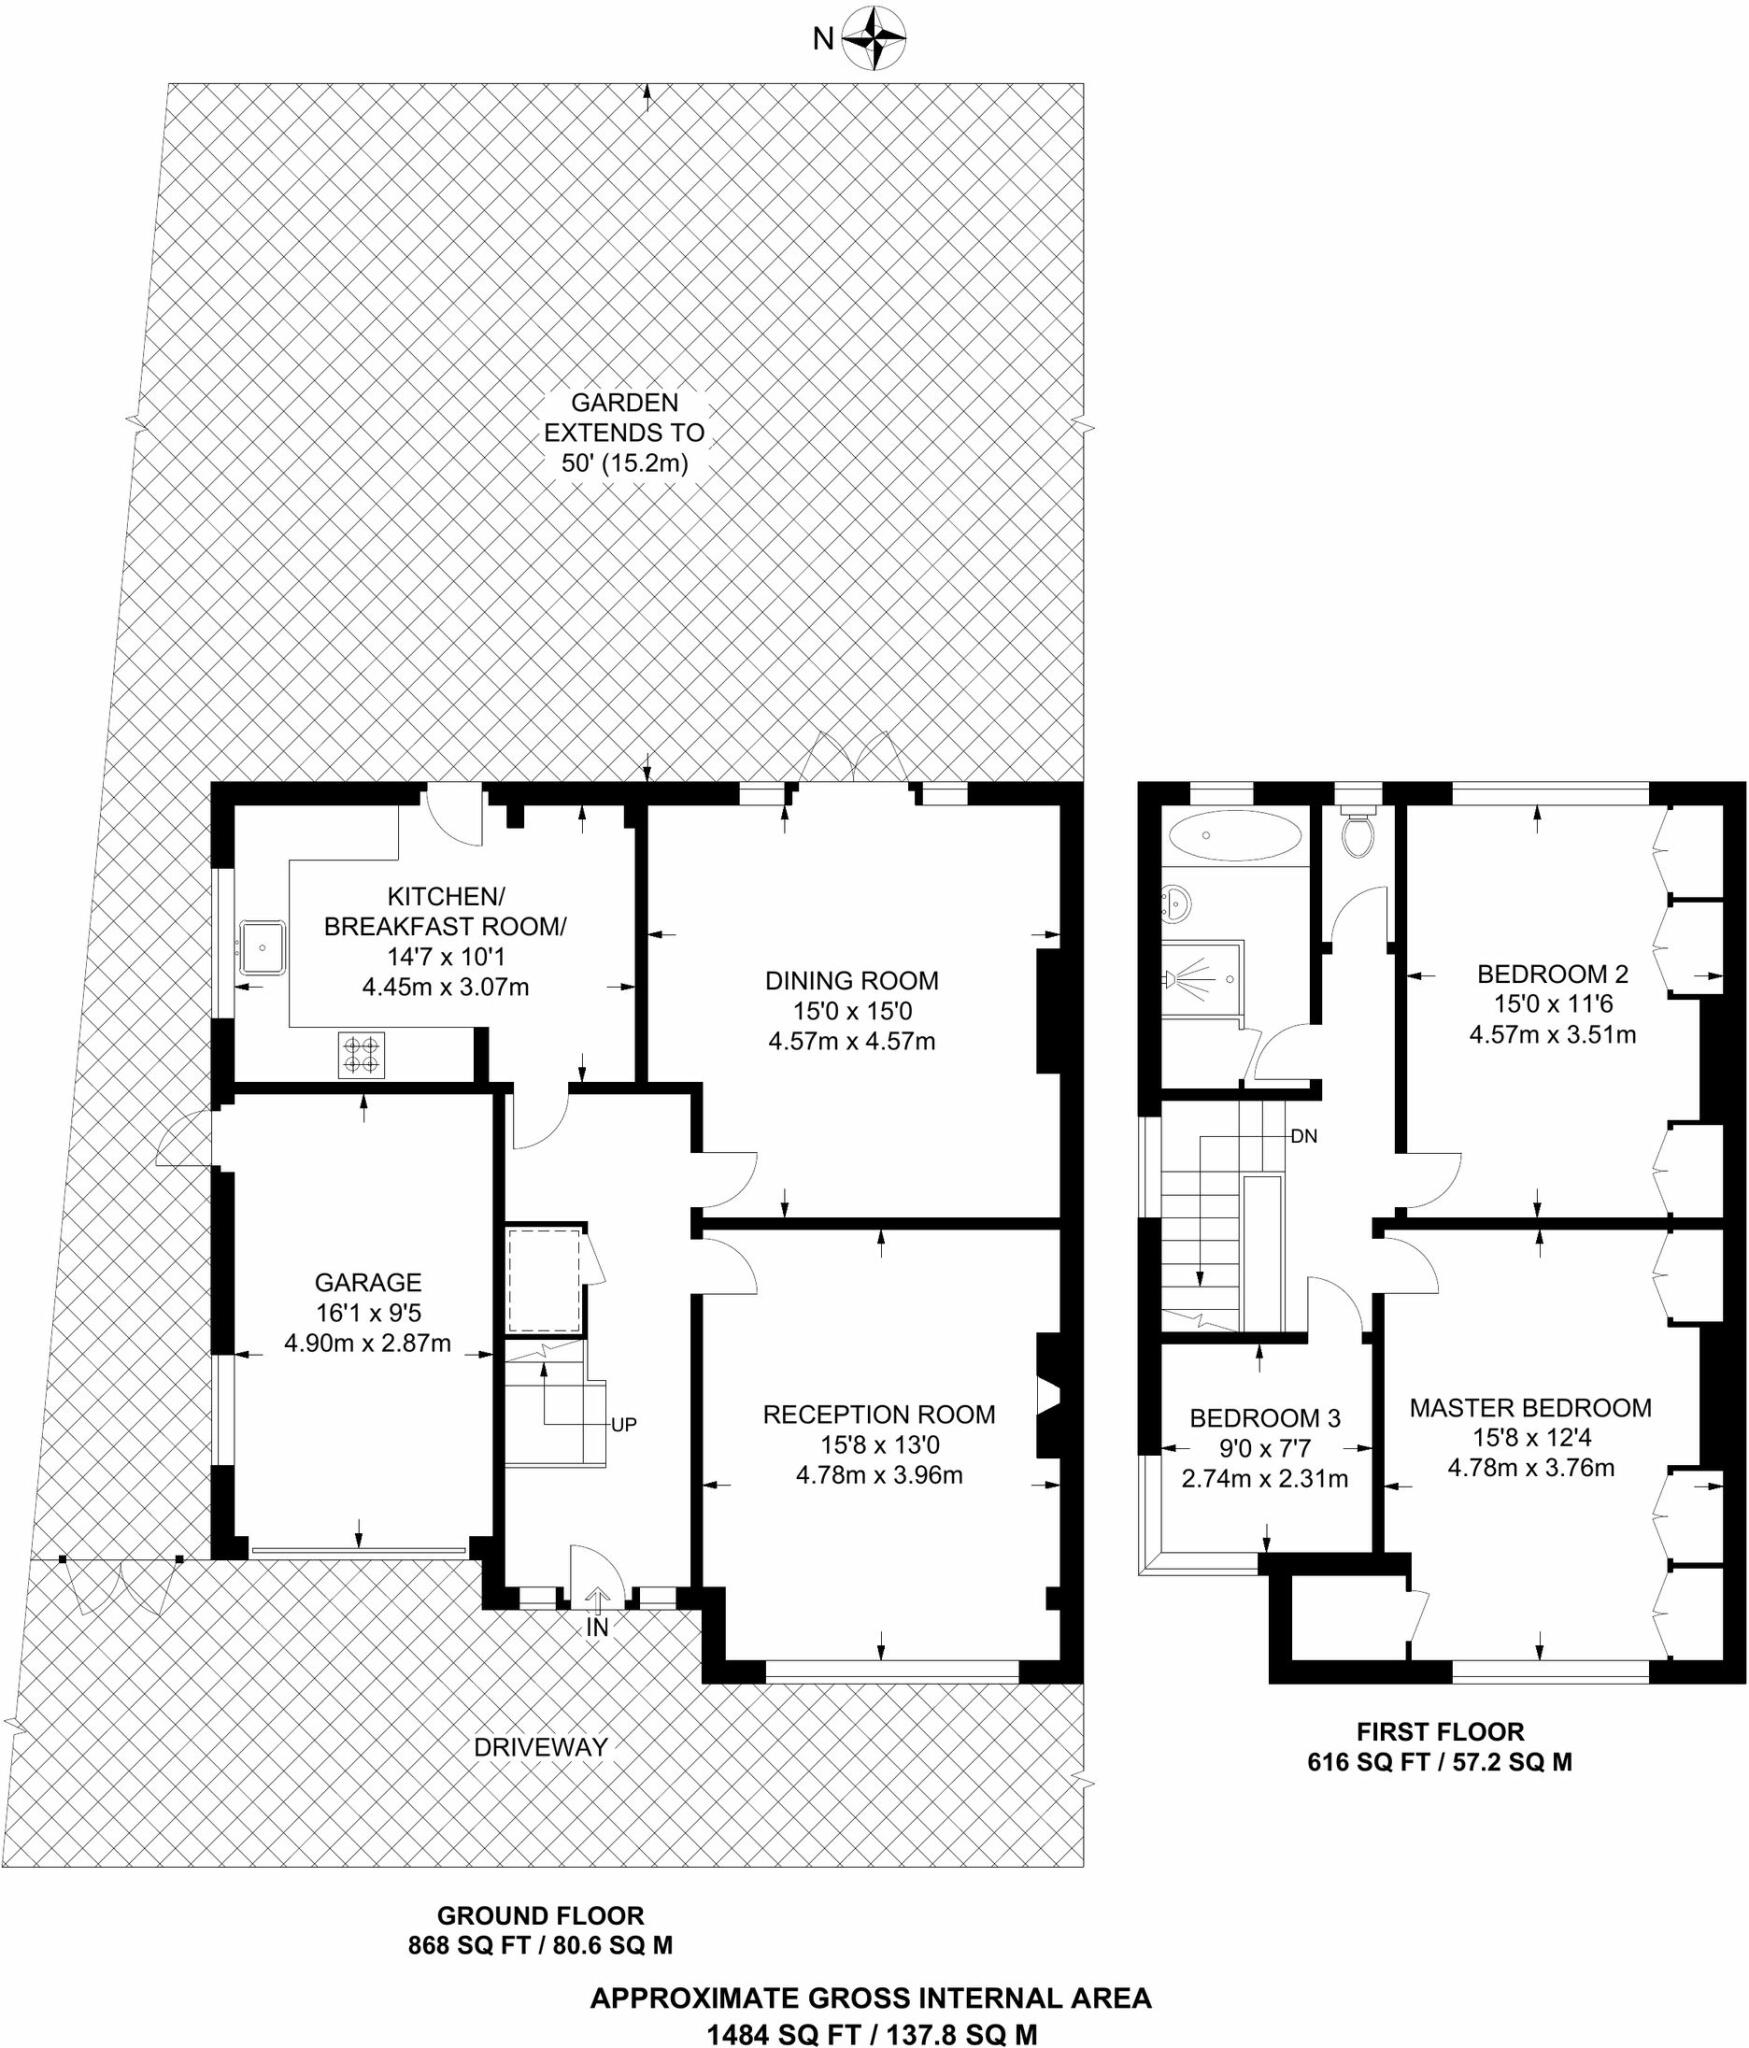 N
GARDEN
EXTENDS TO
50' (15.2m)
KITCHEN/
BREAKFAST ROOM/
14'7 x 10'1
4.45m x 3.07m
DINING ROOM
15'0 x 15'0
4.57m x 4.57m
GARAGE
16'1 x 9'5
4.90m x 2.87m
UP
RECEPTION ROOM
15'8 x 13'0
4.78m x 3.96m
IN
DRIVEWAY
BEDROOM 2
15'0 x 11'6
4.57m x 3.51m
DN
BEDROOM 3
9'0 x 7'7
2.74m x 2.31m
MASTER BEDROOM
15'8 x 12'4
4.78m x 3.76m
FIRST FLOOR
616 SQ FT / 57.2 SQ M
GROUND FLOOR
868 SQ FT / 80.6 SQ M
APPROXIMATE GROSS INTERNAL AREA
1484 SQ FT / 137.8 SQ M